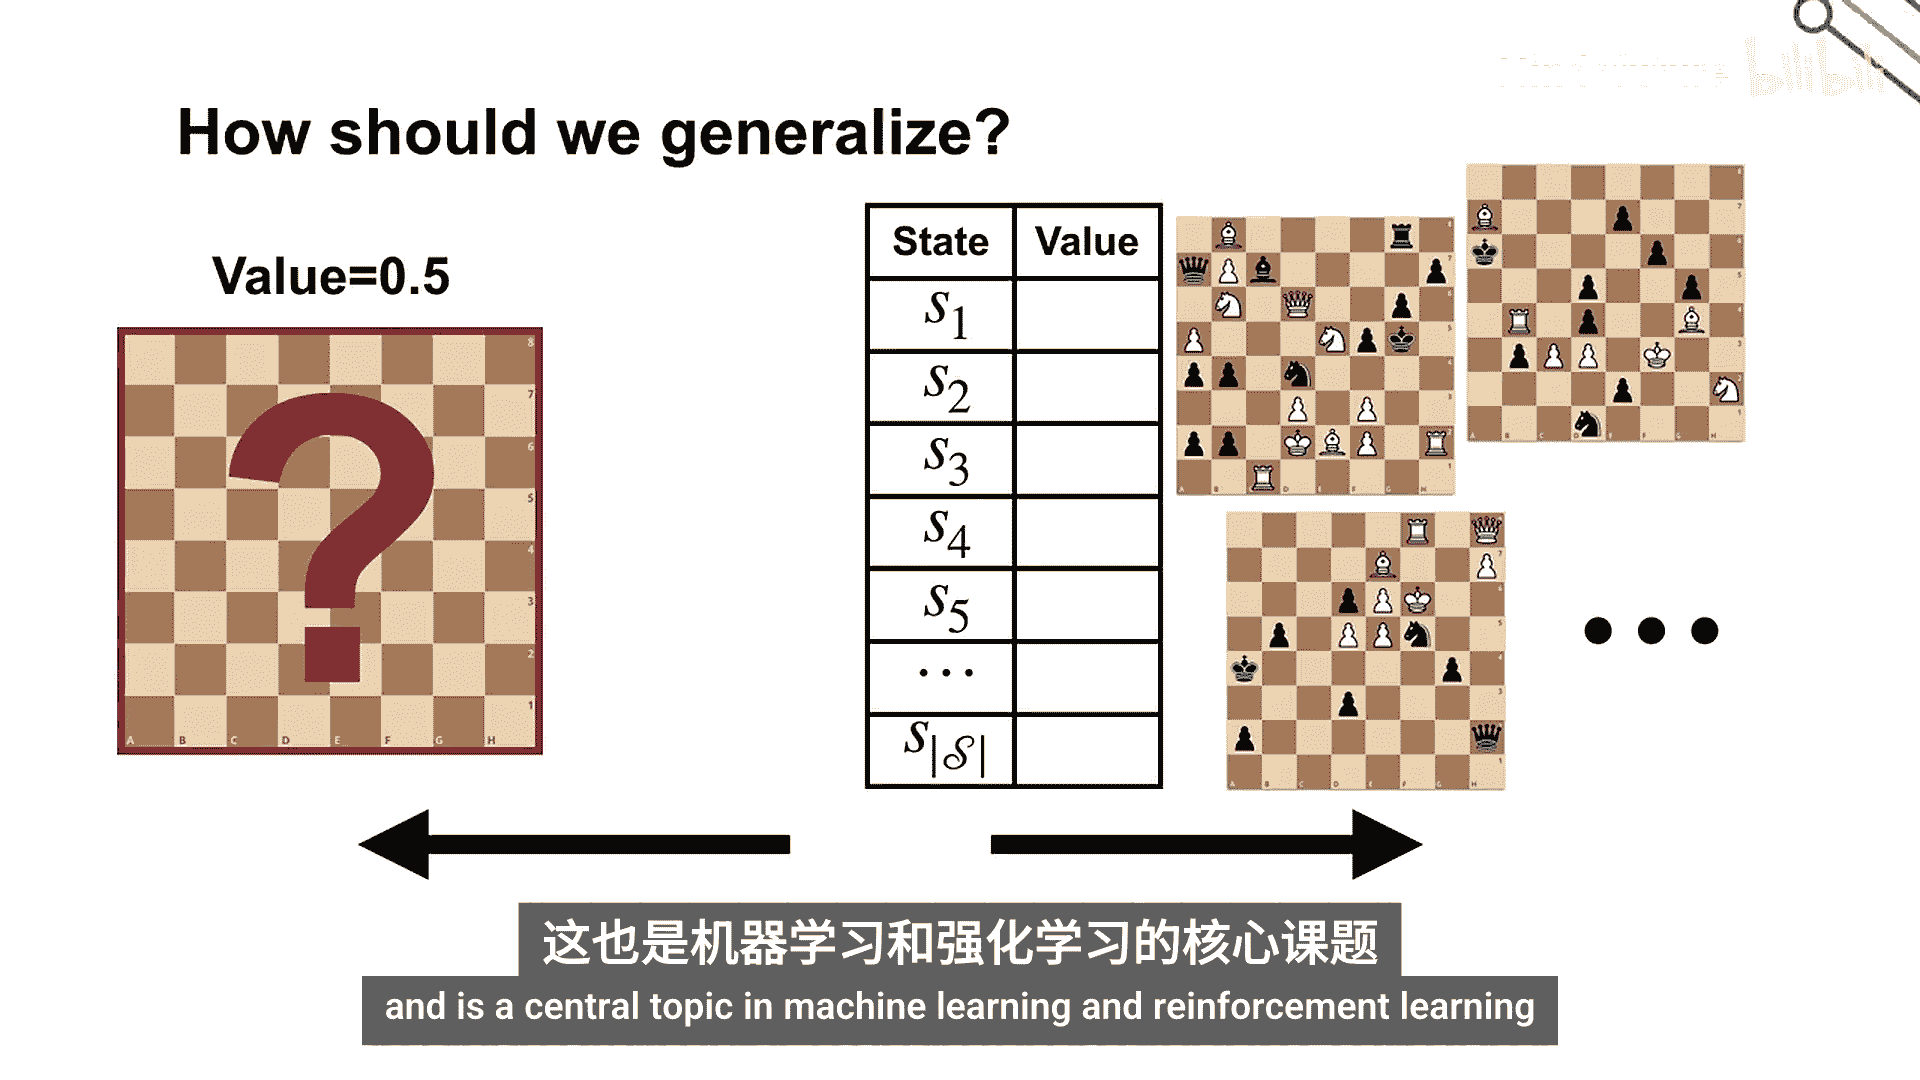 How should we generalize?
Value=0.5
State Value
s1
s2
s3
s4
s5
...
s|𝒮|
bilibili
这也是机器学习和强化学习的核心课题
and is a central topic in machine learning and reinforcement learning